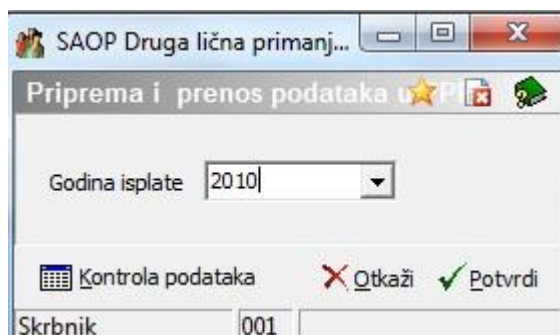 SAOP Druga lična primanj...
Priprema i prenos podataka u
Godina isplate 2010
Kontrola podataka Otkaži Potvrdi
Skrbnik 001